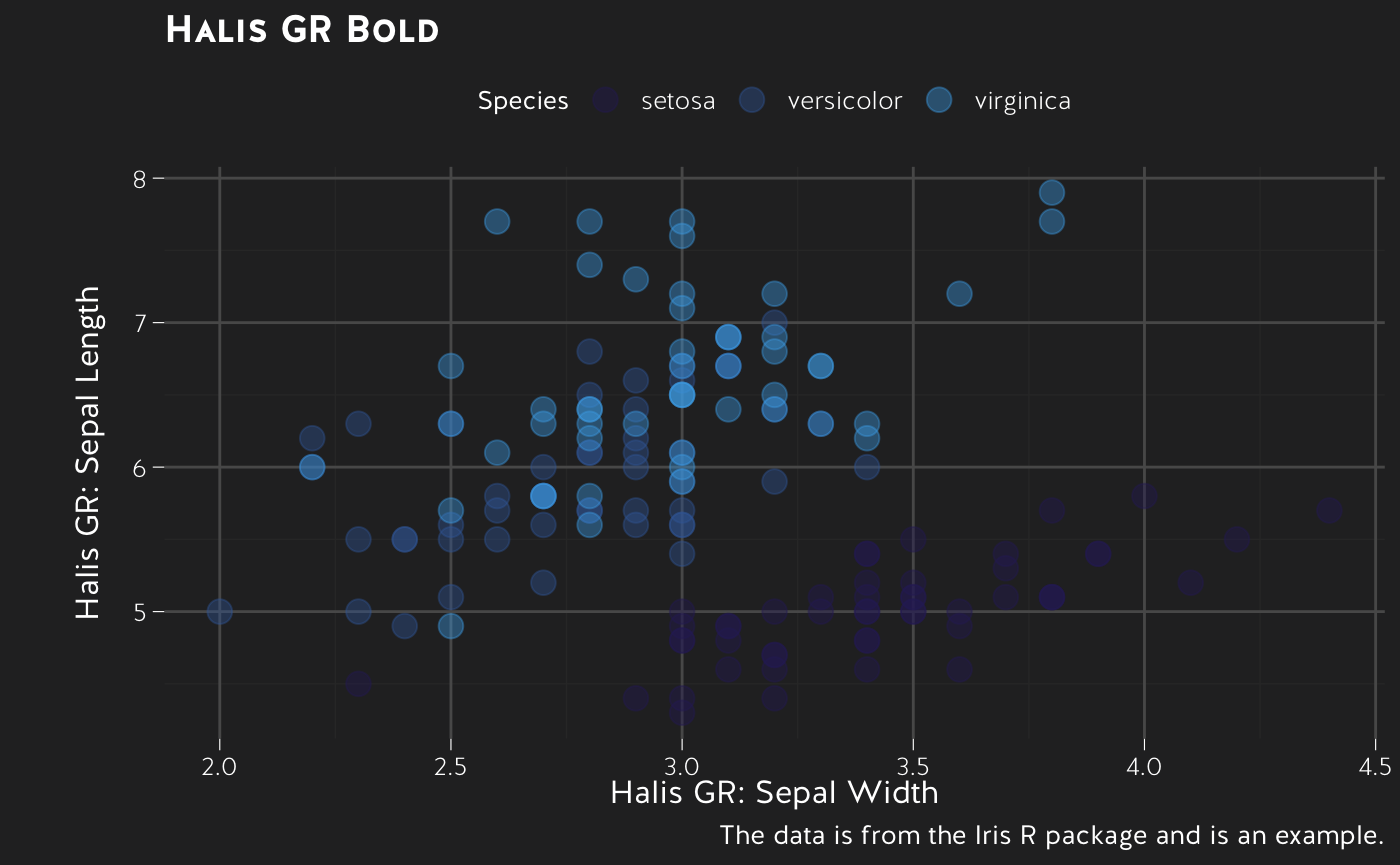 Halis GR Bold
Species setosa versicolor virginica
8
7
6
5
Halis GR: Sepal Length
2.0 2.5 3.0 3.5 4.0 4.5
Halis GR: Sepal Width
The data is from the Iris R package and is an example.